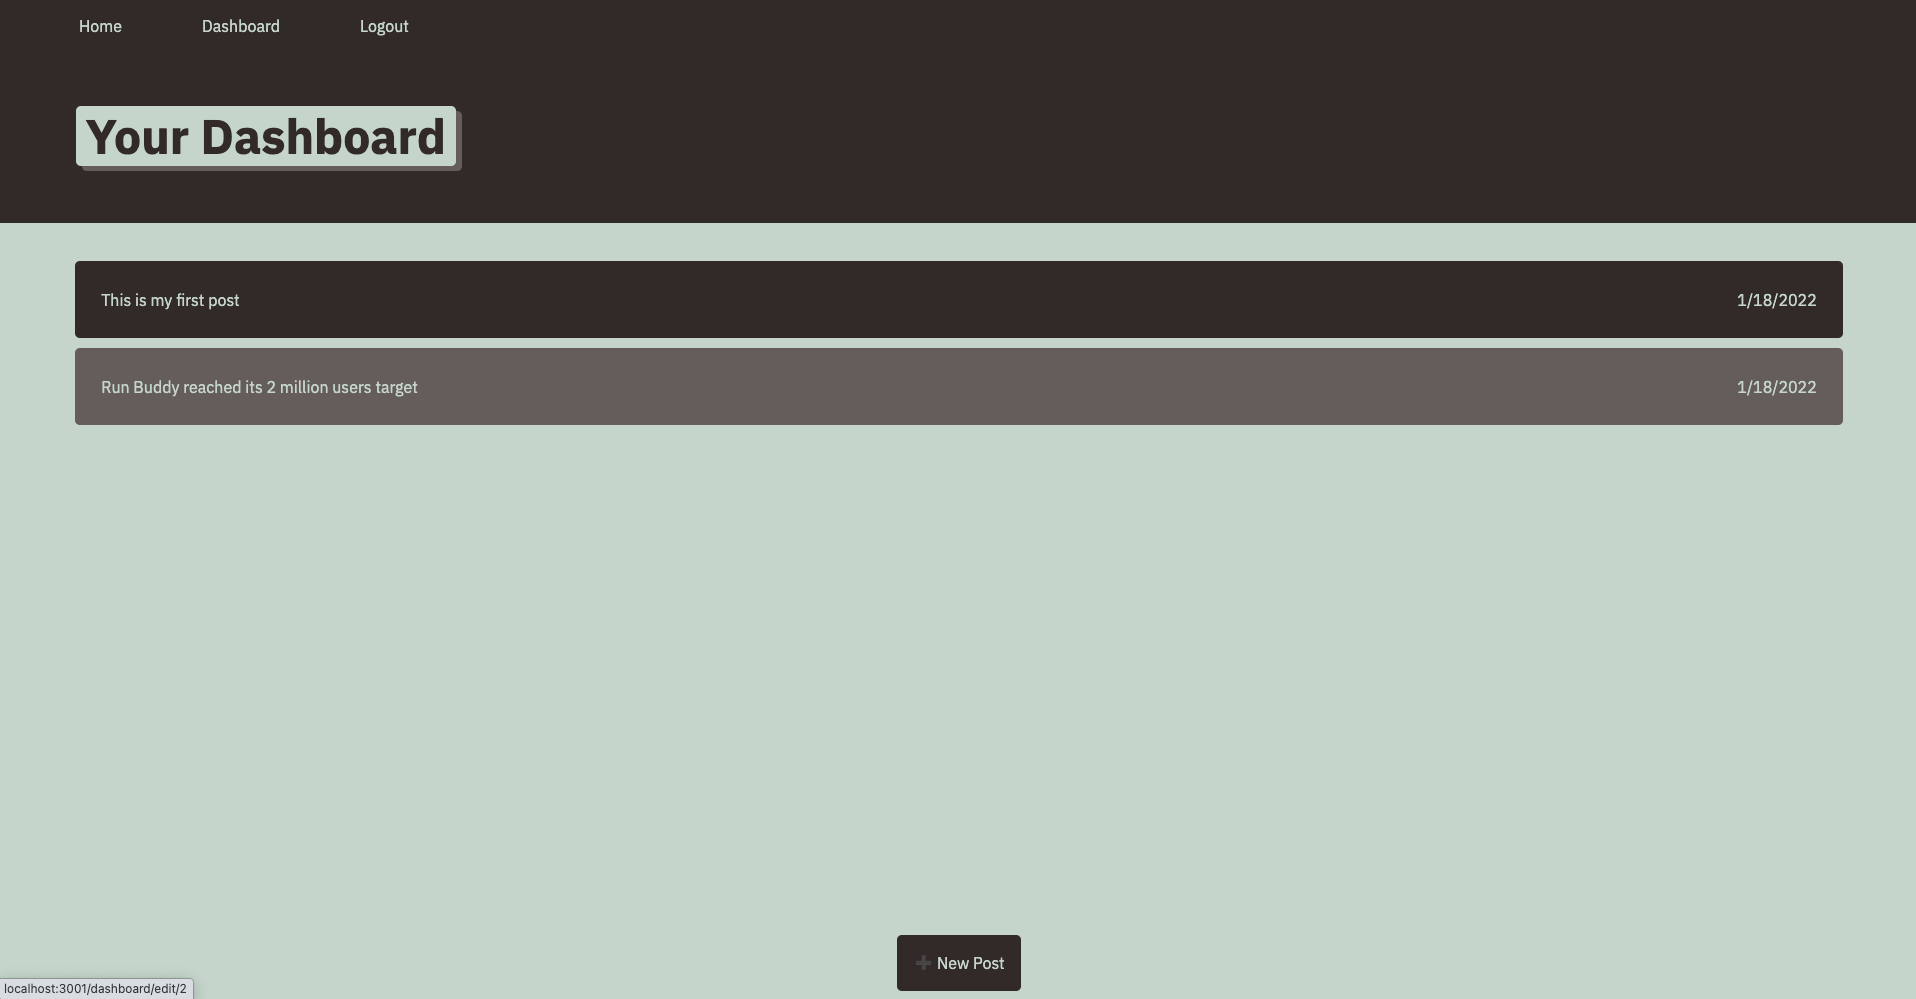 Home Dashboard Logout
Your Dashboard
This is my first post 1/18/2022
Run Buddy reached its 2 million users target 1/18/2022
➕ New Post
localhost:3001/dashboard/edit/2